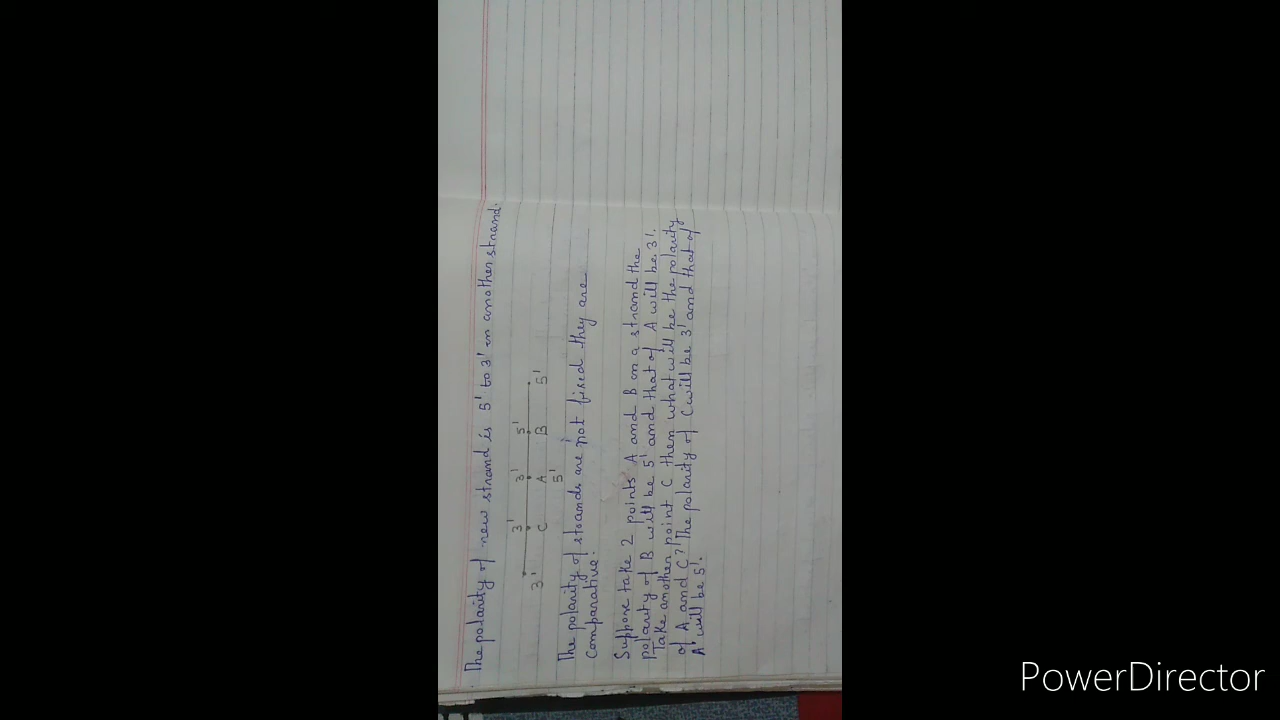 The polarity of new strand is 5' to 3' in another strand.
3' 3' 5'
3' C A B 5'
5'
The polarity of strands are not fixed they are
Comparative.
Suppose take 2 points A and B on a strand the
polarity of B will be 5' and that of A will be 3'.
Take another point C then what will be the polarity
of A and C? The polarity of C will be 3' and that of
A will be 5'.
PowerDirector